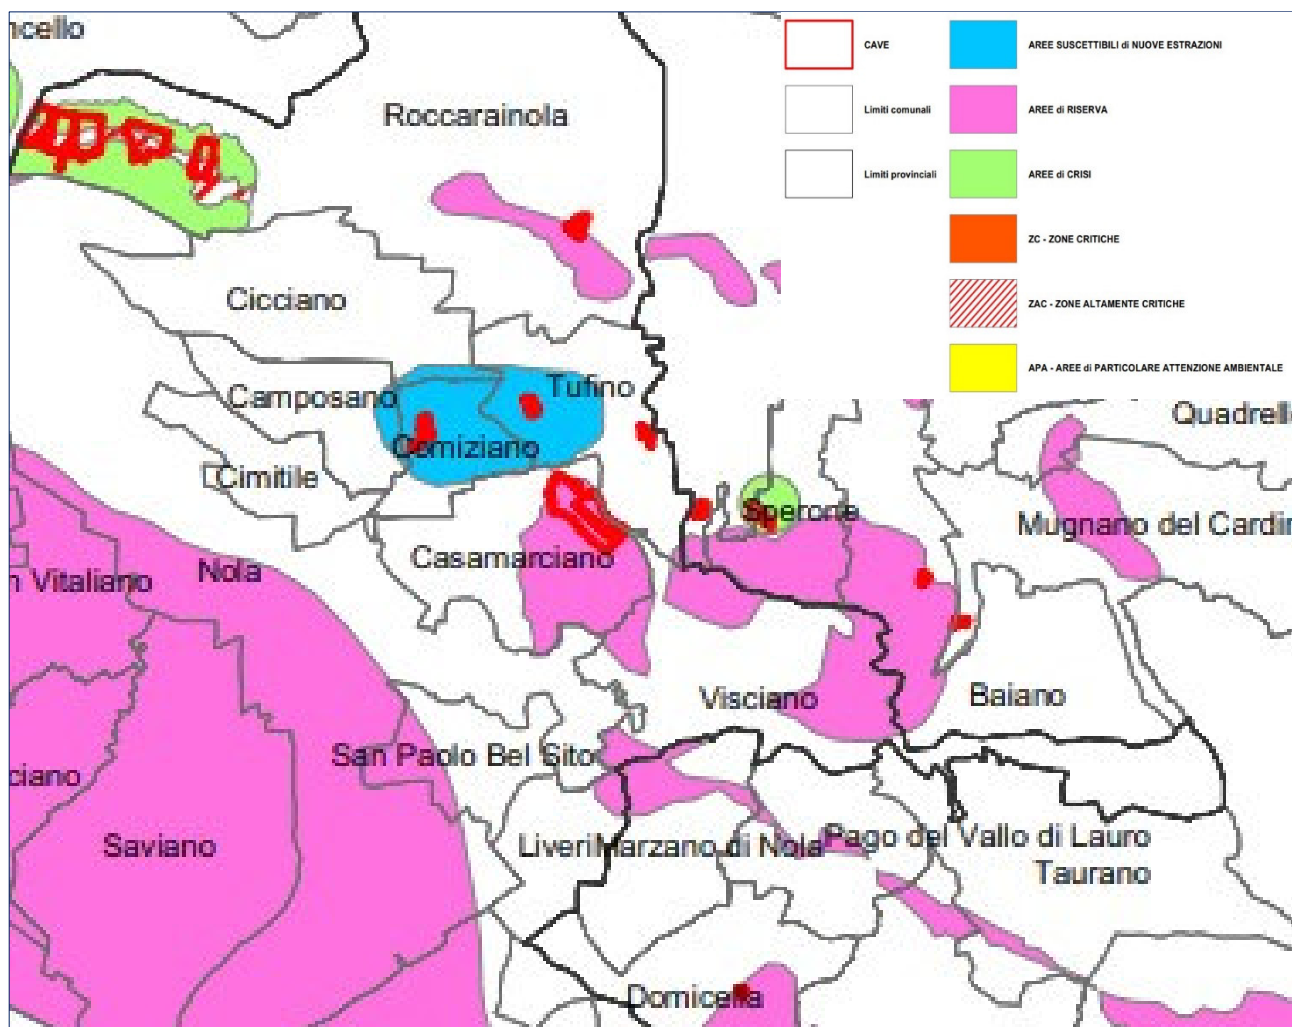 ncello
CAVE
AREE SUSCETTIBILI di NUOVE ESTRAZIONI
Limiti comunali
AREE di RISERVA
Roccarainola
Limiti provinciali
AREE di CRISI
ZC - ZONE CRITICHE
Cicciano
ZAC - ZONE ALTAMENTE CRITICHE
APA - AREE di PARTICOLARE ATTENZIONE AMBIENTALE
Tufino
Camposano
Quadrell
Comiziano
Cimitile
Sperone
Mugnano del Cardin
Casamarciano
Nola
n Vitaliano
Visciano
Baiano
San Paolo Bel Sito
ciano
Saviano
Liveri
Marzano di Nola
Pago del Vallo di Lauro
Taurano
Domicella